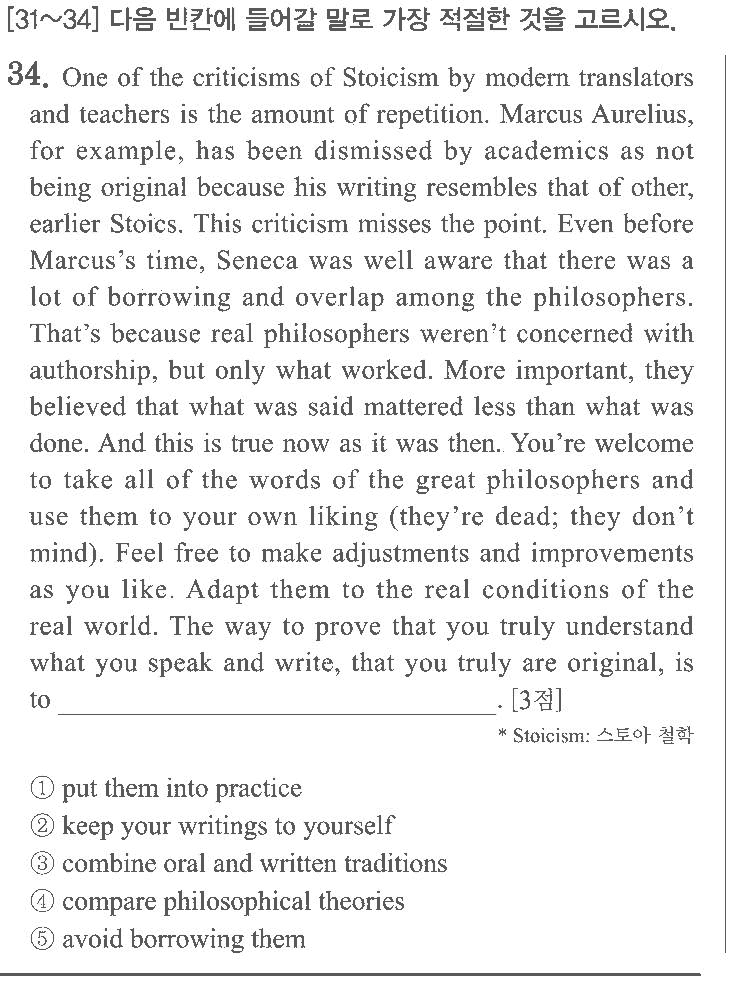 [31～34] 다음 빈칸에 들어갈 말로 가장 적절한 것을 고르시오.
34. One of the criticisms of Stoicism by modern translators
and teachers is the amount of repetition. Marcus Aurelius,
for example, has been dismissed by academics as not
being original because his writing resembles that of other,
earlier Stoics. This criticism misses the point. Even before
Marcus's time, Seneca was well aware that there was a
lot of borrowing and overlap among the philosophers.
That's because real philosophers weren't concerned with
authorship, but only what worked. More important, they
believed that what was said mattered less than what was
done. And this is true now as it was then. You're welcome
to take all of the words of the great philosophers and
use them to your own liking (they're dead; they don't
mind). Feel free to make adjustments and improvements
as you like. Adapt them to the real conditions of the
real world. The way to prove that you truly understand
what you speak and write, that you truly are original, is
to ______________________________. [3점]
* Stoicism: 스토아 철학
① put them into practice
② keep your writings to yourself
③ combine oral and written traditions
④ compare philosophical theories
⑤ avoid borrowing them